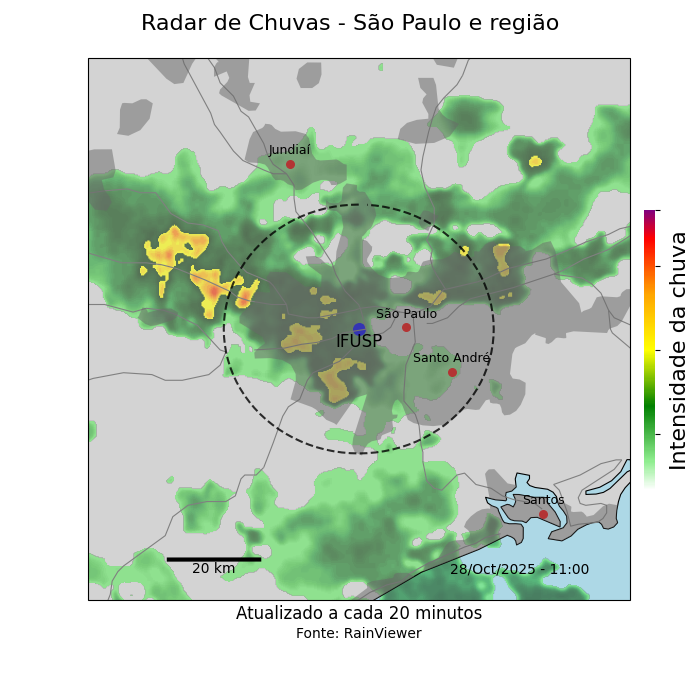 Radar de Chuvas - São Paulo e região
Jundiaí
São Paulo
IFUSP
Santo André
Santos
20 km
28/Oct/2025 - 11:00
Intensidade da chuva
Atualizado a cada 20 minutos
Fonte: RainViewer